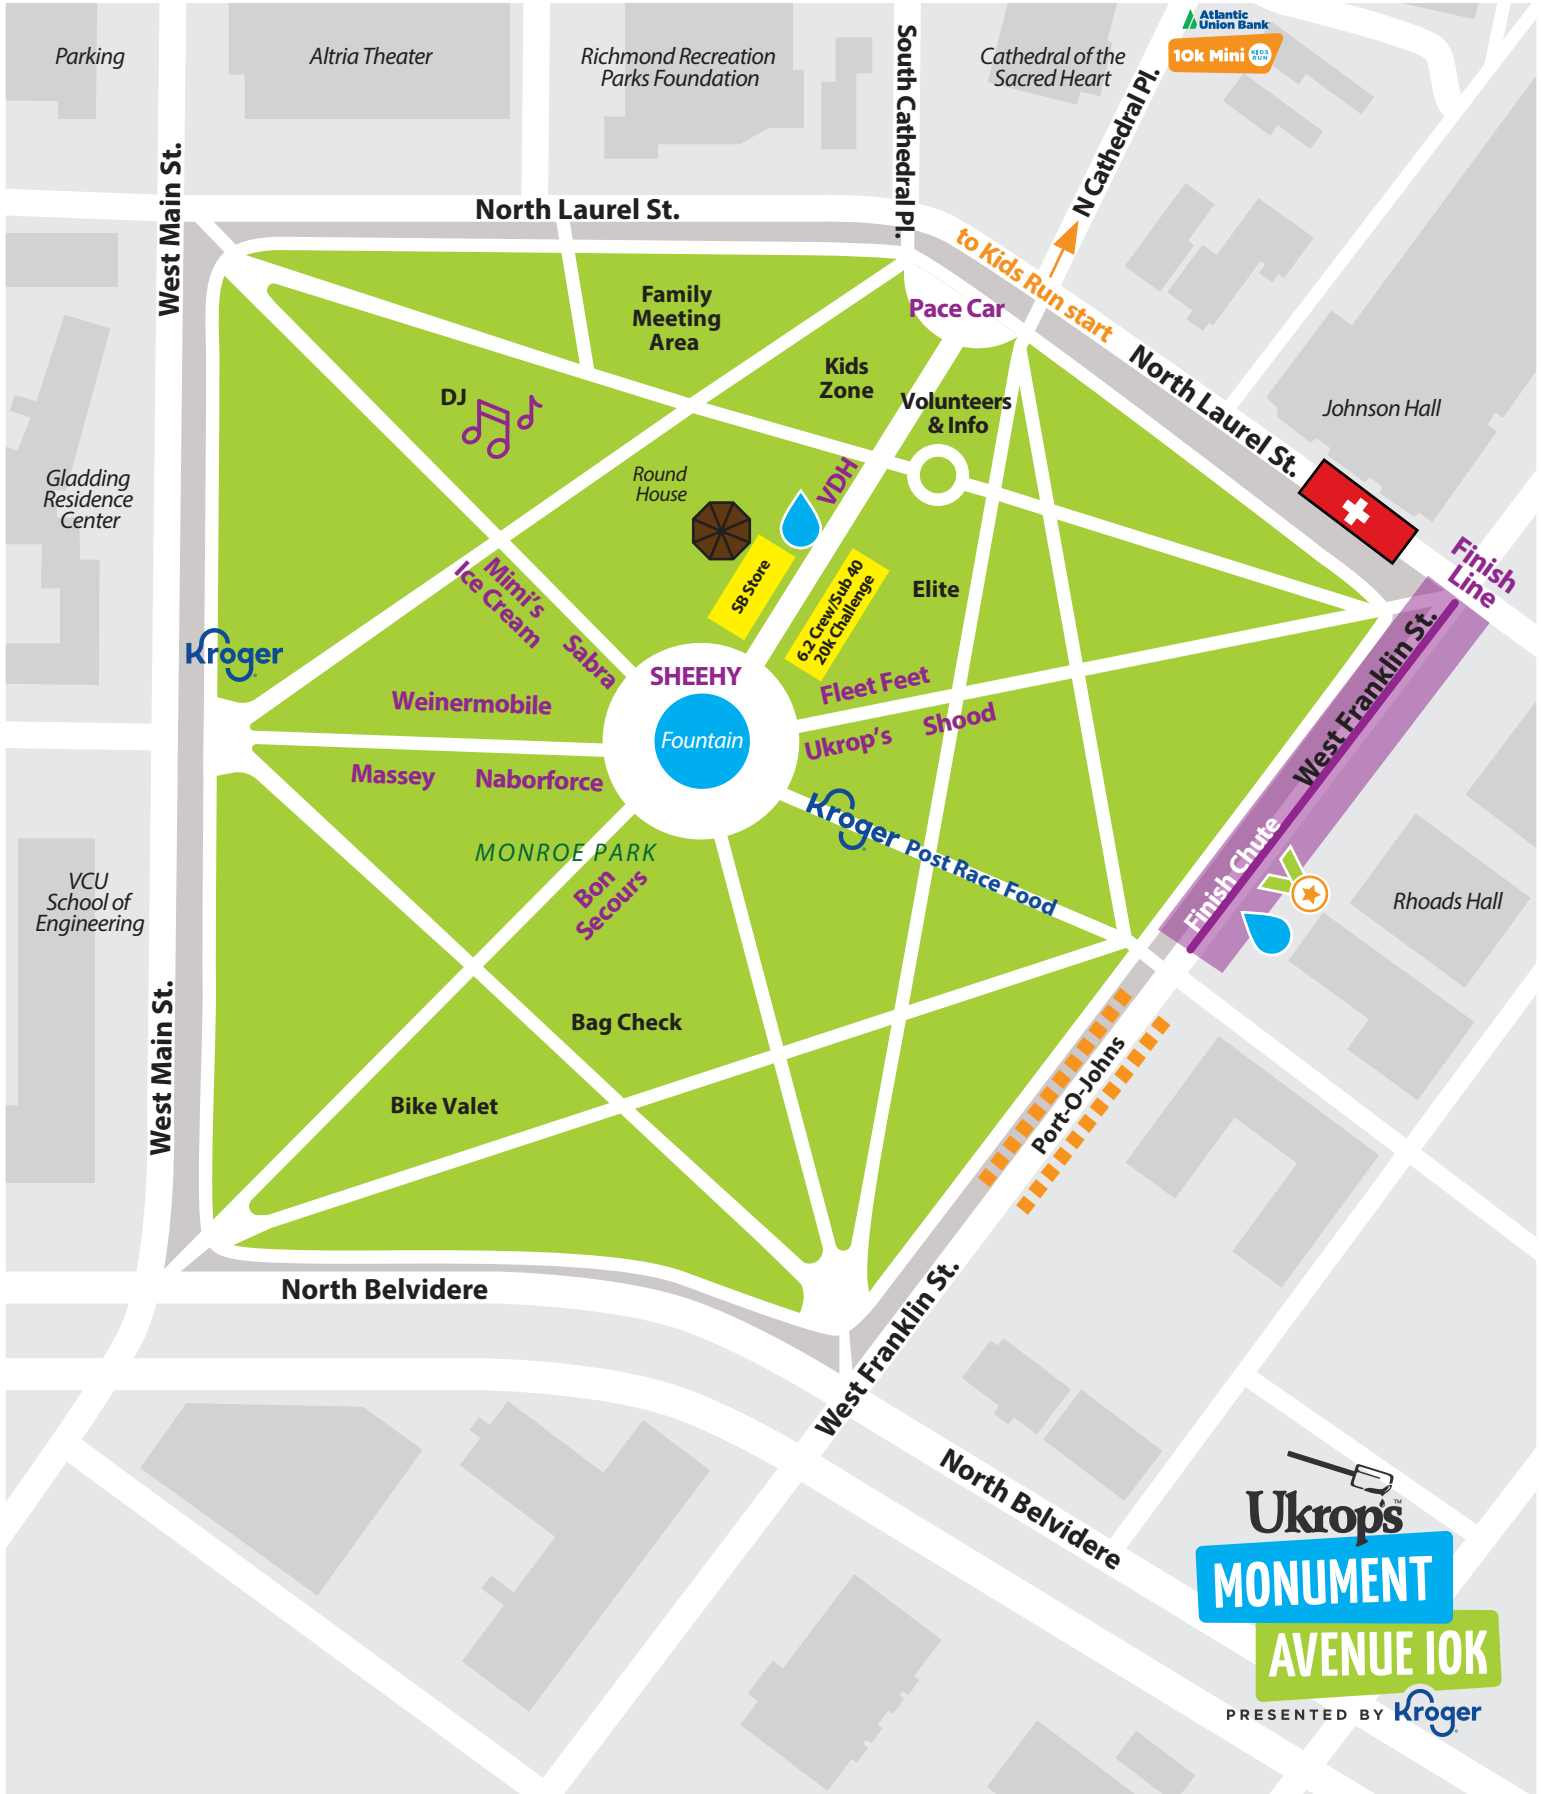 Parking
Altria Theater
Richmond Recreation
Parks Foundation
South Cathedral Pl.
Cathedral of the
Sacred Heart
Atlantic
Union Bank
10k Mini
KIDS
RUN
N Cathedral Pl.
West Main St.
North Laurel St.
to Kids Run start
Pace Car
Family
Meeting
Area
Kids
Zone
Volunteers
& Info
North Laurel St.
Johnson Hall
DJ
Round
House
VDH
Gladding
Residence
Center
Finish
Line
SB Store
6.2 Crew/Sub 40
20k Challenge
Elite
Mimi's
Ice Cream
Sabra
Kroger
SHEEHY
Fountain
Fleet Feet
Ukrop's
Shood
West Franklin St.
Weinermobile
Massey
Naborforce
Kroger Post Race Food
Finish Chute
MONROE PARK
Bon
Secours
VCU
School of
Engineering
Rhoads Hall
Bag Check
Bike Valet
Port-O-Johns
West Main St.
North Belvidere
West Franklin St.
North Belvidere
Ukrop's™
MONUMENT
AVENUE 10K
PRESENTED BY Kroger